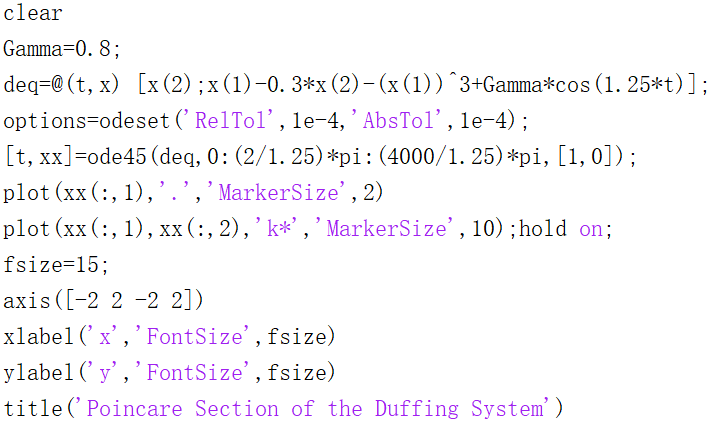 clear
Gamma=0.8;
deq=@(t,x) [x(2);x(1)-0.3*x(2)-(x(1))^3+Gamma*cos(1.25*t)];
options=odeset('RelTol',1e-4,'AbsTol',1e-4);
[t,xx]=ode45(deq,0:(2/1.25)*pi:(4000/1.25)*pi,[1,0]);
plot(xx(:,1),'.','MarkerSize',2)
plot(xx(:,1),xx(:,2),'k*','MarkerSize',10);hold on;
fsize=15;
axis([-2 2 -2 2])
xlabel('x','FontSize',fsize)
ylabel('y','FontSize',fsize)
title('Poincare Section of the Duffing System')